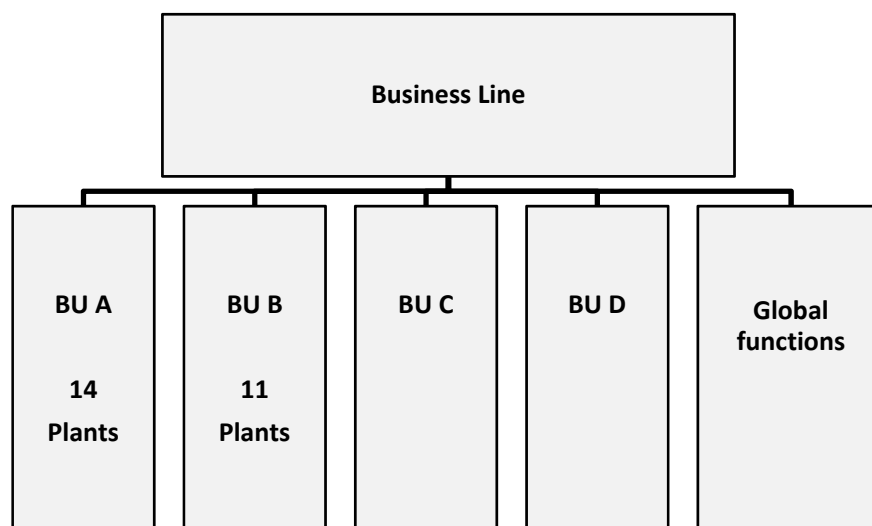 Business Line
BU A
14
Plants
BU B
11
Plants
BU C
BU D
Global
functions